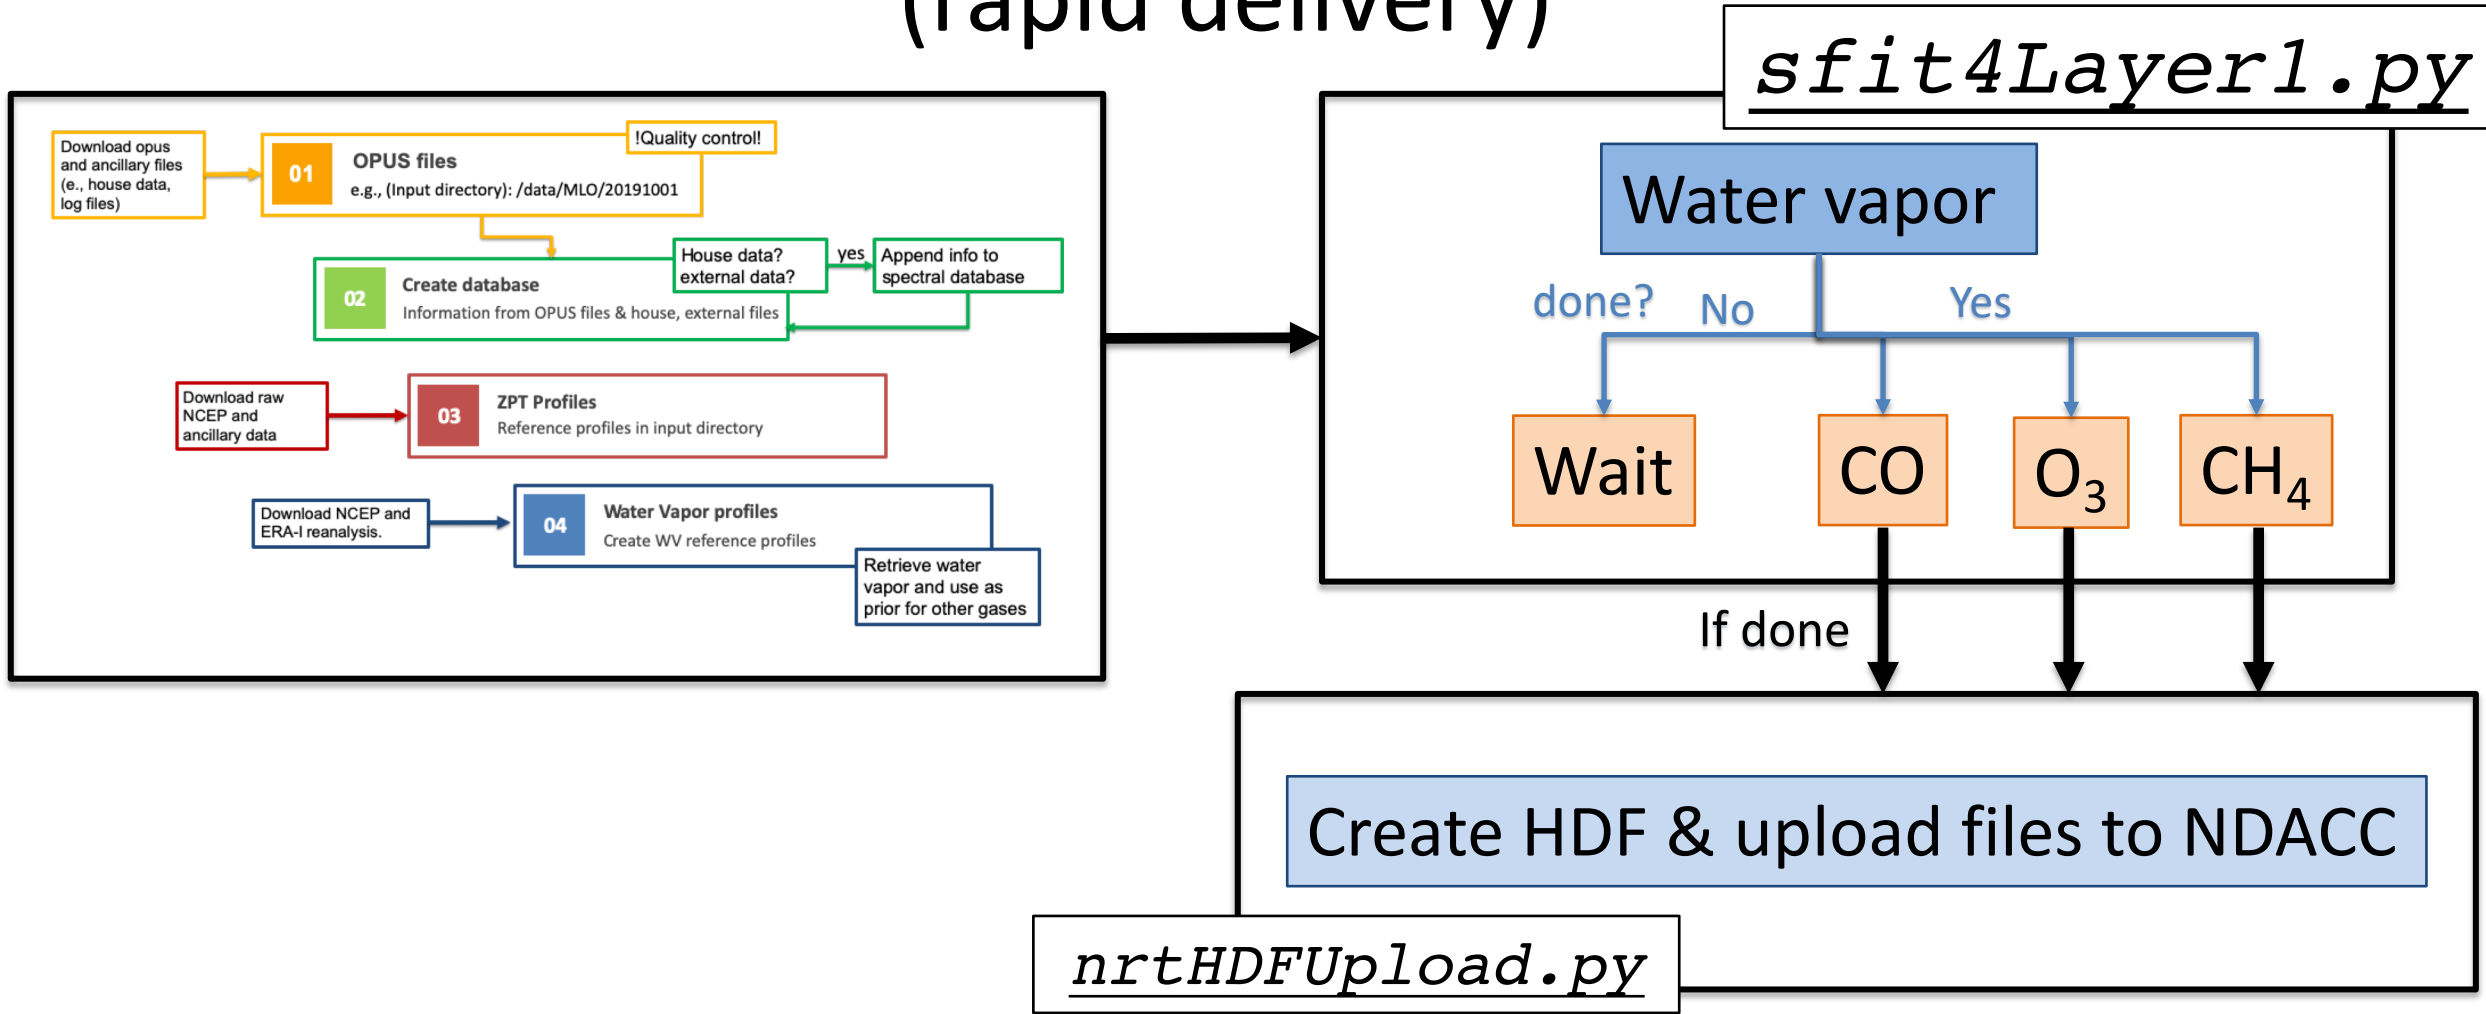 (rapid delivery)
sfit4Layer1.py
Download opus
and ancillary files
(e., house data,
log files)
01
OPUS files
e.g., (Input directory): /data/MLO/20191001
!Quality control!
02
Create database
Information from OPUS files & house, external files
House data?
external data?
yes
Append info to
spectral database
Download raw
NCEP and
ancillary data
03
ZPT Profiles
Reference profiles in input directory
Download NCEP and
ERA-I reanalysis.
04
Water Vapor profiles
Create WV reference profiles
Retrieve water
vapor and use as
prior for other gases
Water vapor
done?
No
Yes
Wait
CO
O₃
CH₄
If done
Create HDF & upload files to NDACC
nrtHDFUpload.py